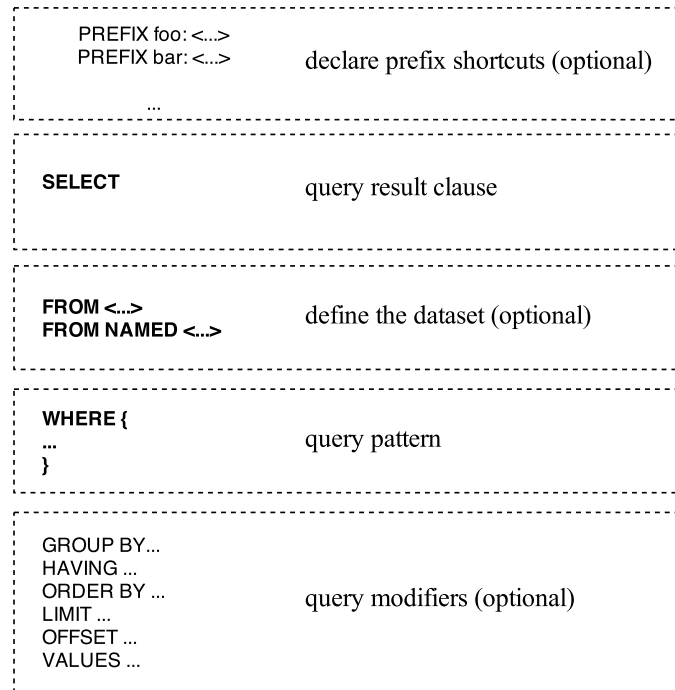 PREFIX foo: <...>
PREFIX bar: <...>
...
declare prefix shortcuts (optional)
SELECT
query result clause
FROM <...>
FROM NAMED <...>
define the dataset (optional)
WHERE {
...
}
query pattern
GROUP BY...
HAVING ...
ORDER BY ...
LIMIT ...
OFFSET ...
VALUES ...
query modifiers (optional)